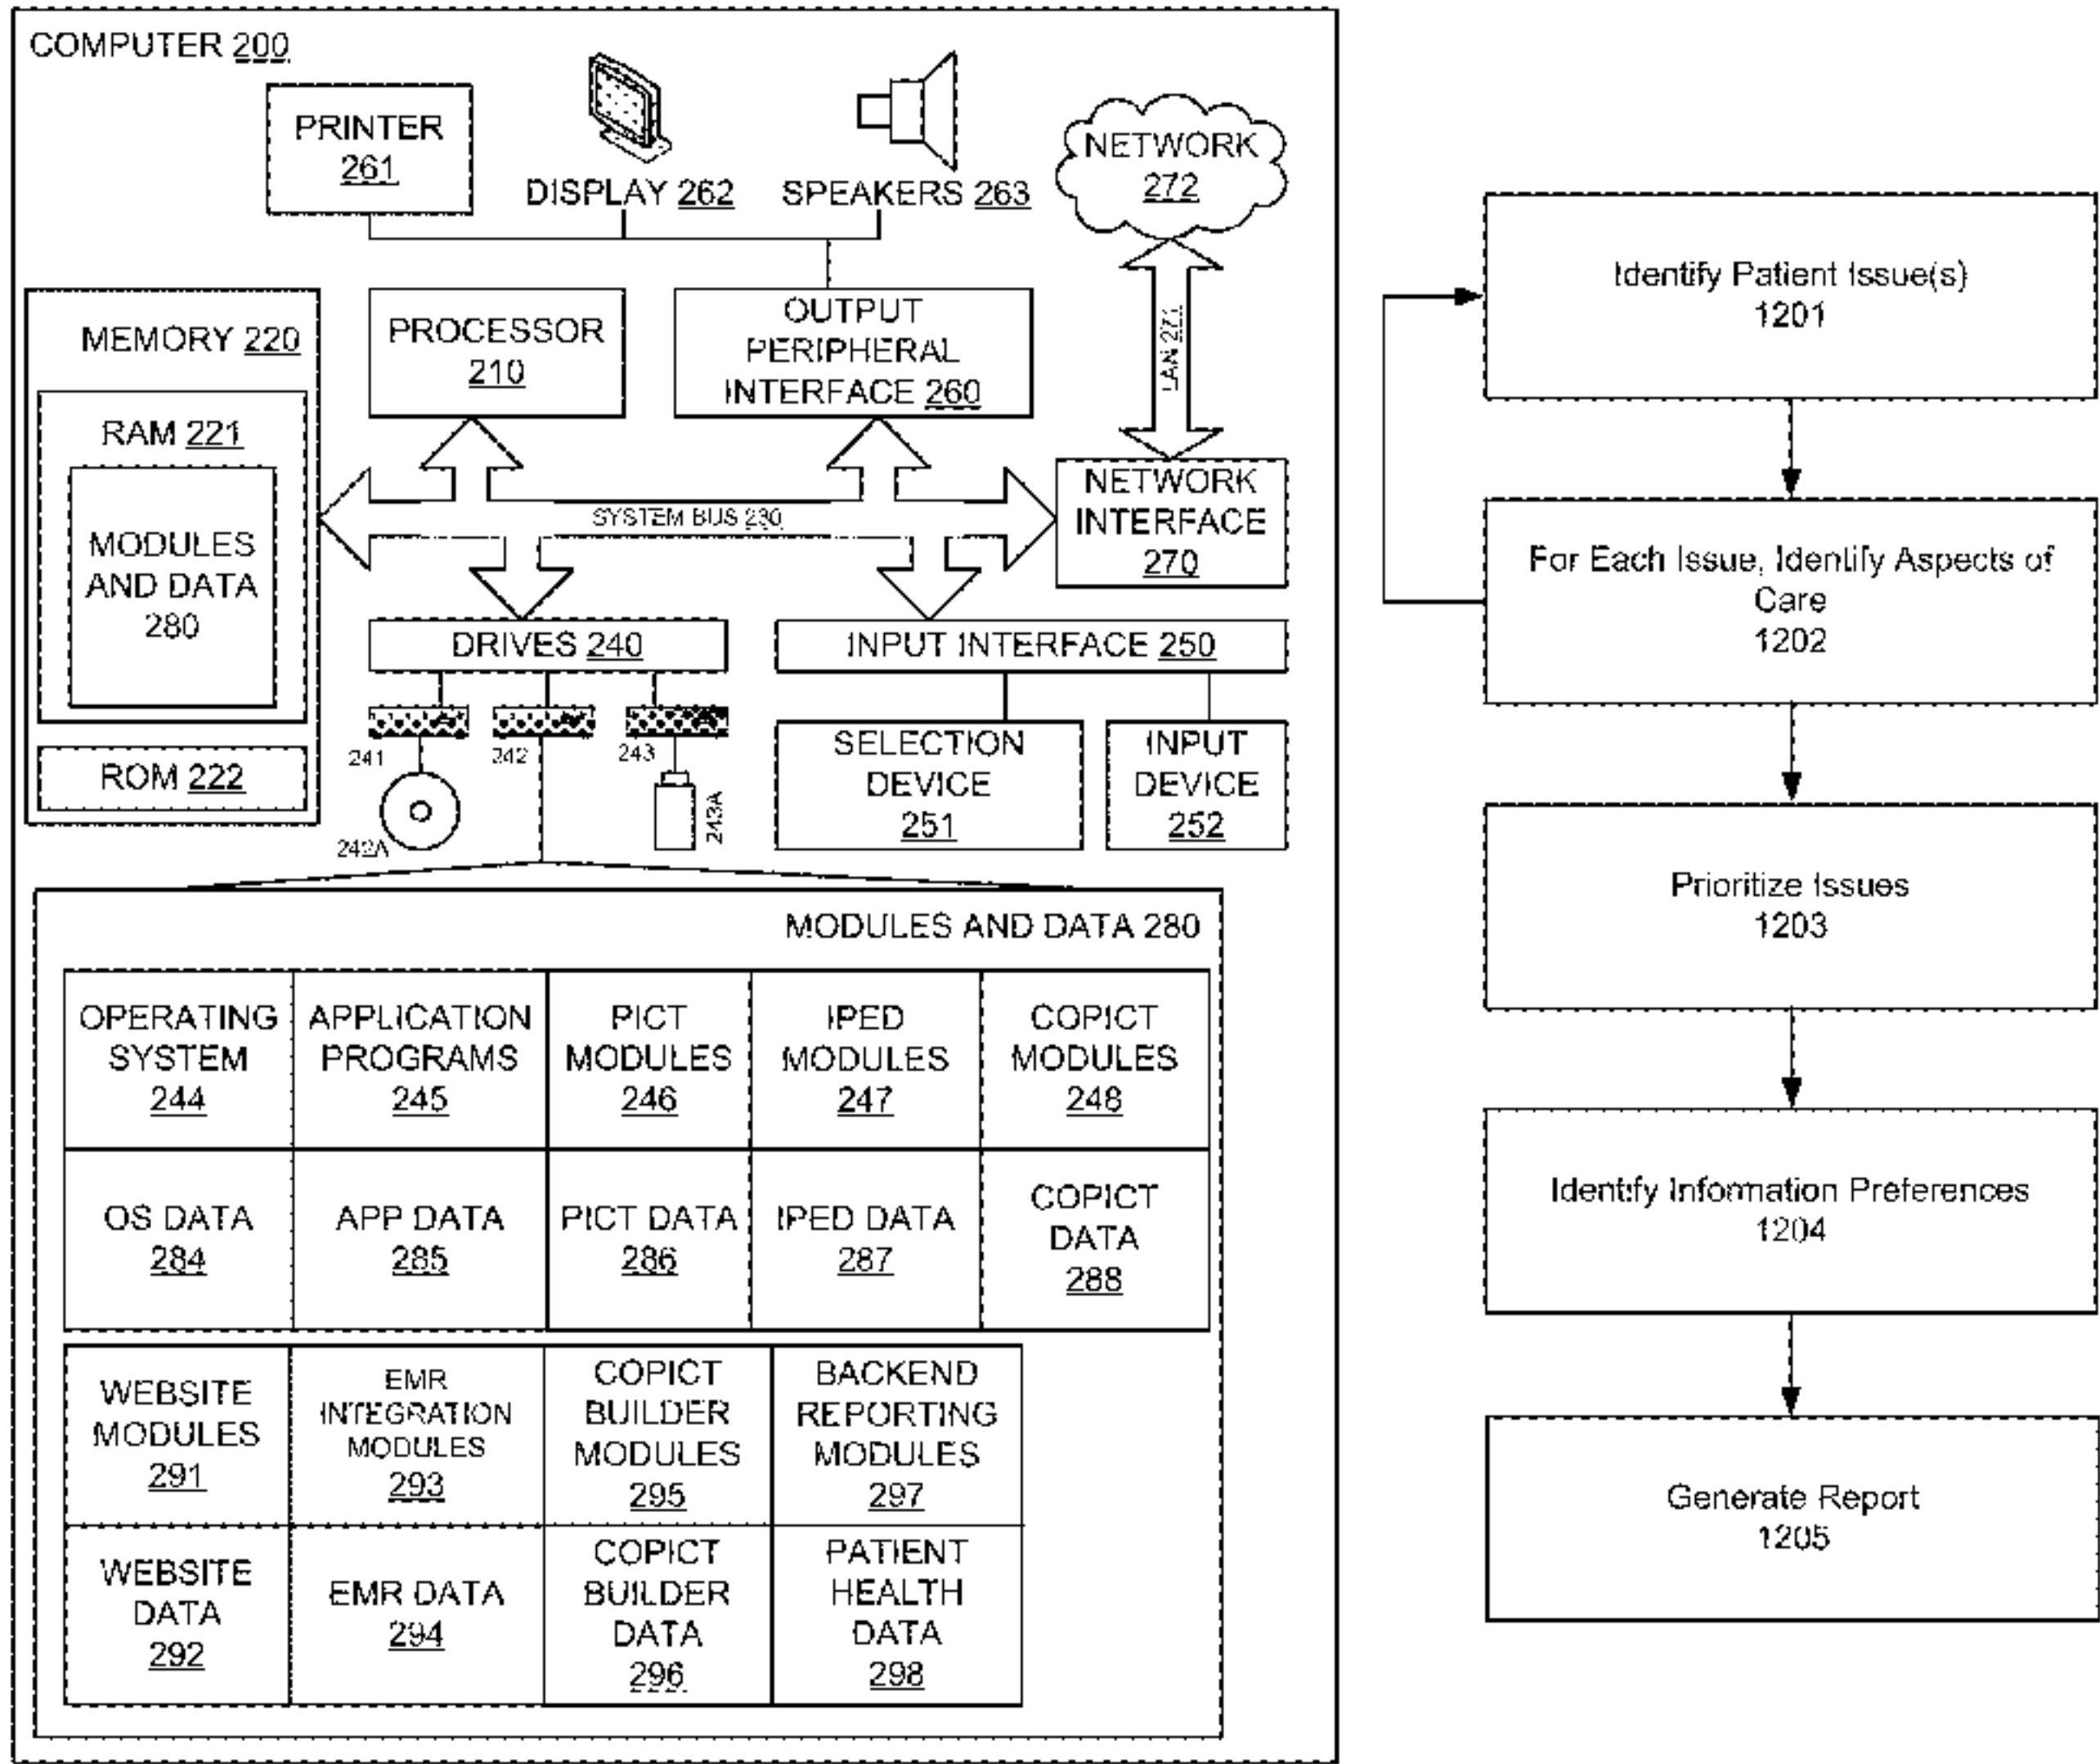 COMPUTER 200
PRINTER
261
DISPLAY 262
SPEAKERS 263
NETWORK
272
MEMORY 220
RAM 221
MODULES
AND DATA
280
ROM 222
PROCESSOR
210
OUTPUT
PERIPHERAL
INTERFACE 260
LAN 271
SYSTEM BUS 230
NETWORK
INTERFACE
270
DRIVES 240
241
242
243
242A
243A
INPUT INTERFACE 250
SELECTION
DEVICE
251
INPUT
DEVICE
252
MODULES AND DATA 280
OPERATING
SYSTEM
244
APPLICATION
PROGRAMS
245
PICT
MODULES
246
IPED
MODULES
247
COPICT
MODULES
248
OS DATA
284
APP DATA
285
PICT DATA
286
IPED DATA
287
COPICT
DATA
288
WEBSITE
MODULES
291
EMR
INTEGRATION
MODULES
293
COPICT
BUILDER
MODULES
295
BACKEND
REPORTING
MODULES
297
WEBSITE
DATA
292
EMR DATA
294
COPICT
BUILDER
DATA
296
PATIENT
HEALTH
DATA
298
Identify Patient Issue(s)
1201
For Each Issue, Identify Aspects of
Care
1202
Prioritize Issues
1203
Identify Information Preferences
1204
Generate Report
1205